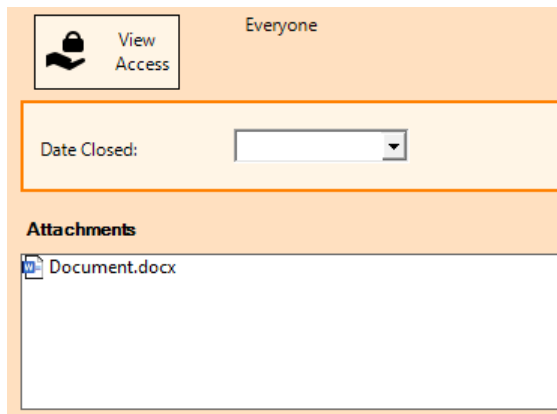 View
Access
Everyone
Date Closed:
Attachments
Document.docx